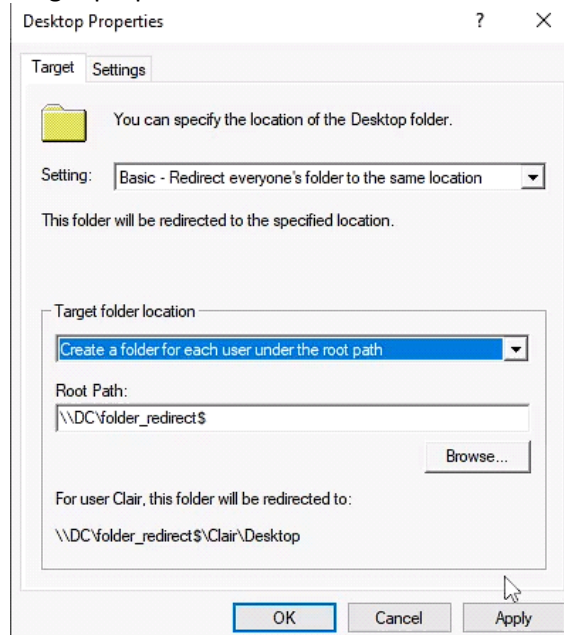 Desktop Properties
?
Target
Settings
You can specify the location of the Desktop folder.
Setting:
Basic - Redirect everyone's folder to the same location
This folder will be redirected to the specified location.
Target folder location
Create a folder for each user under the root path
Root Path:
\\DC\folder_redirect$
Browse...
For user Clair, this folder will be redirected to:
\\DC\folder_redirect$\Clair\Desktop
OK
Cancel
Apply